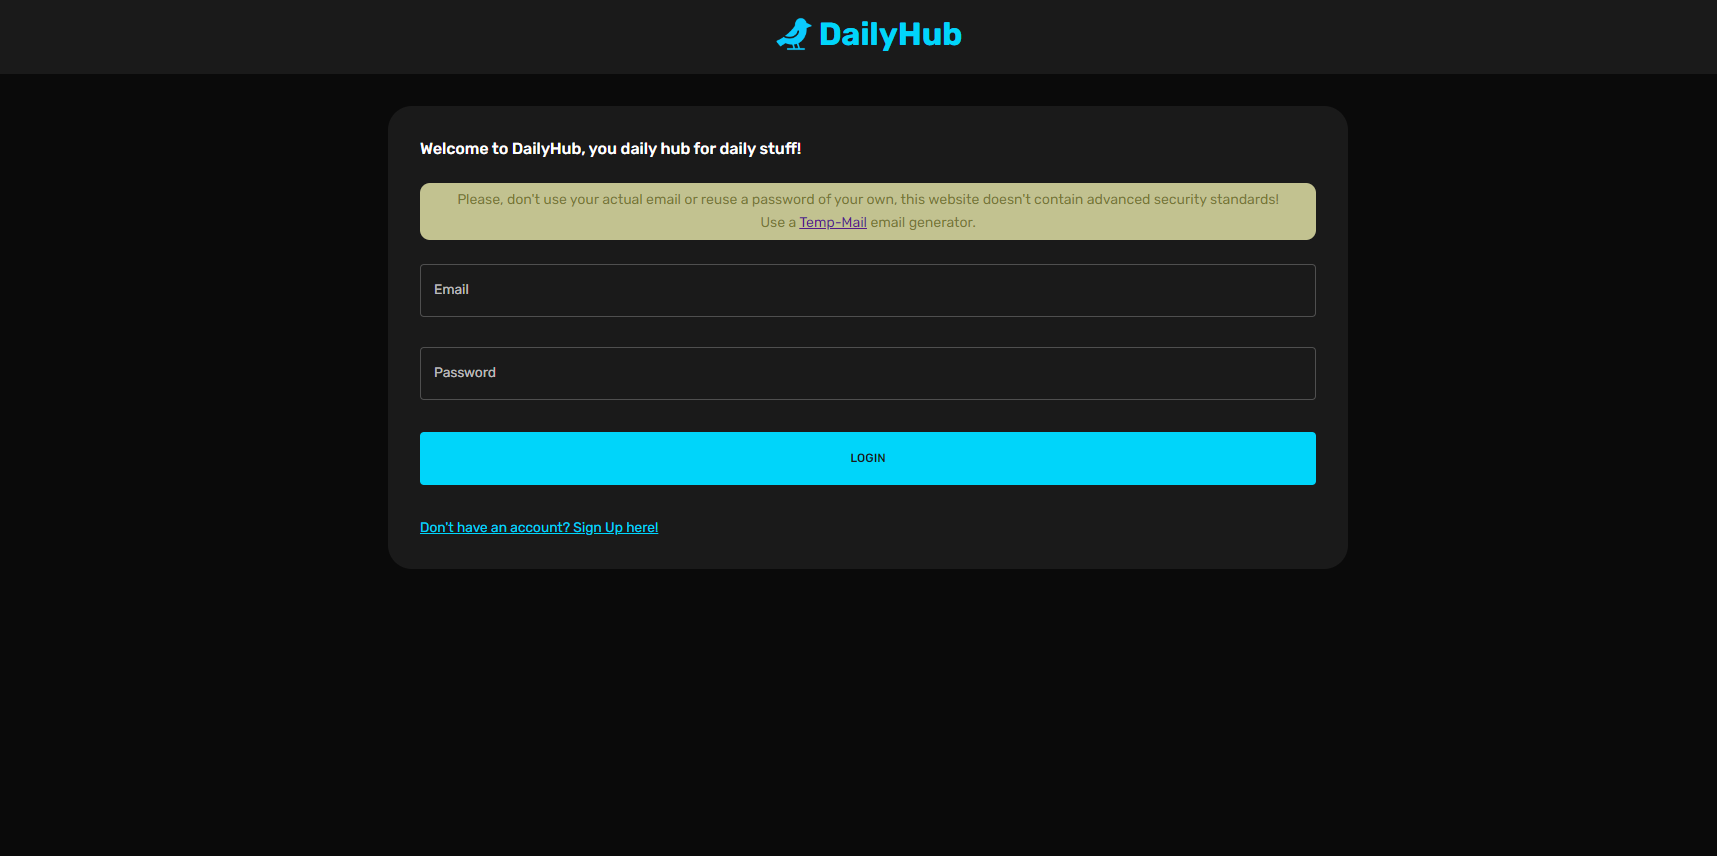 DailyHub
Welcome to DailyHub, you daily hub for daily stuff!
Please, don't use your actual email or reuse a password of your own, this website doesn't contain advanced security standards!
Use a Temp-Mail email generator.
Email
Password
LOGIN
Don't have an account? Sign Up here!